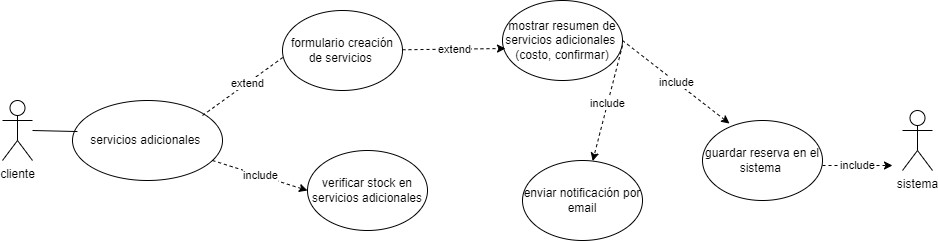 mostrar resumen de
servicios adicionales
(costo, confirmar)
formulario creación
de servicios
extend
extend
include
include
servicios adicionales
cliente
include
verificar stock en
servicios adicionales
guardar reserva en el
sistema
include
sistema
enviar notificación por
email